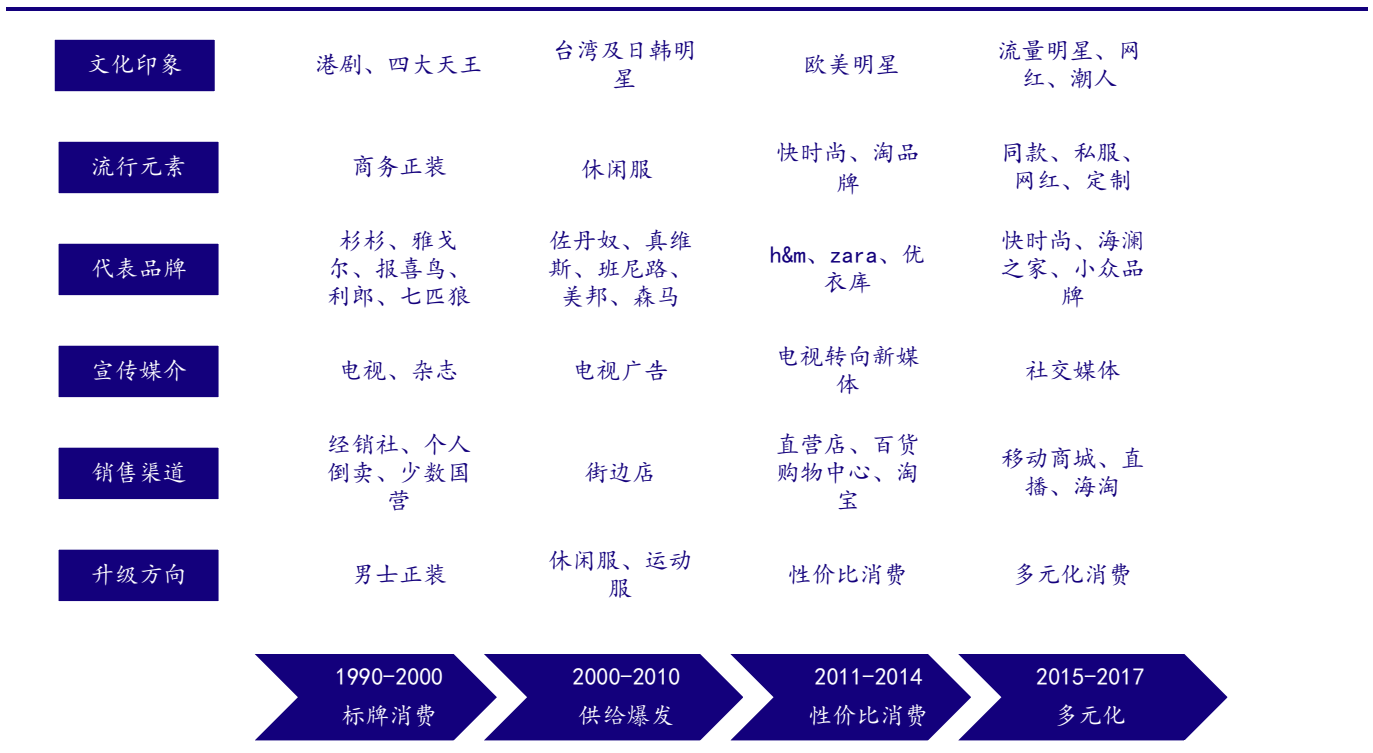 文化印象
港剧、四大天王
台湾及日韩明
星
欧美明星
流量明星、网
红、潮人
流行元素
商务正装
休闲服
快时尚、淘品
牌
同款、私服、
网红、定制
代表品牌
杉杉、雅戈
尔、报喜鸟、
利郎、七匹狼
佐丹奴、真维
斯、班尼路、
美邦、森马
h&m、zara、优
衣库
快时尚、海澜
之家、小众品
牌
宣传媒介
电视、杂志
电视广告
电视转向新媒
体
社交媒体
销售渠道
经销社、个人
倒卖、少数国
营
街边店
直营店、百货
购物中心、淘
宝
移动商城、直
播、海淘
升级方向
男士正装
休闲服、运动
服
性价比消费
多元化消费
1990-2000
标牌消费
2000-2010
供给爆发
2011-2014
性价比消费
2015-2017
多元化